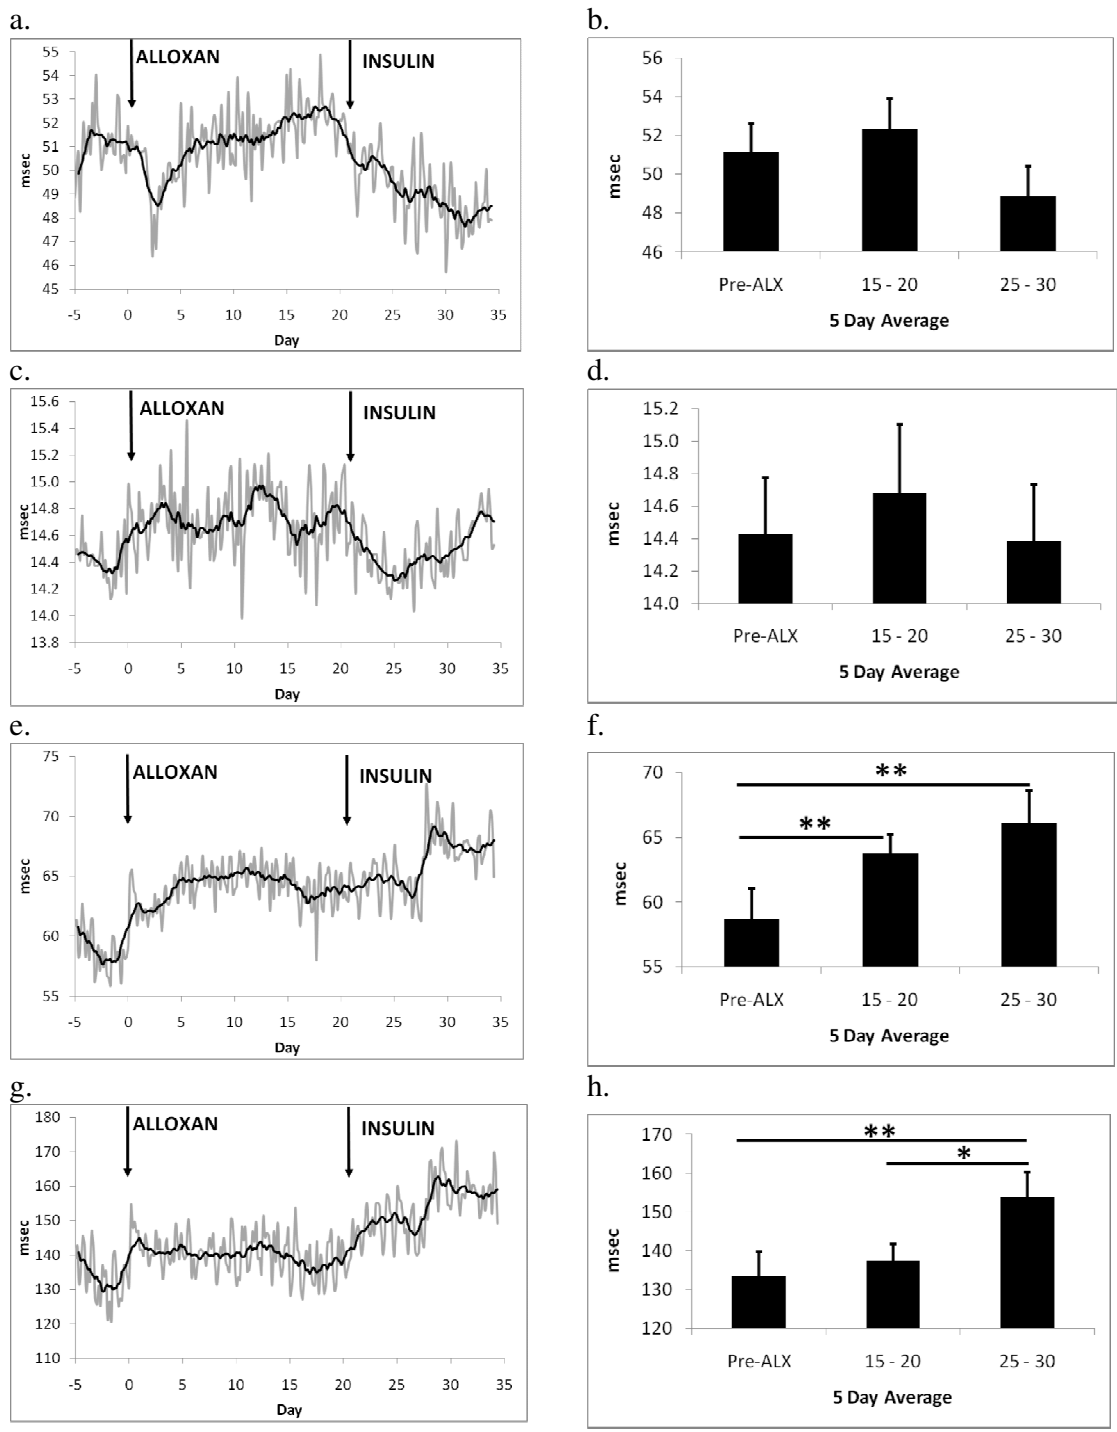 a.
55
54
53
52
51
50
49
48
47
46
45
msec
ALLOXAN
INSULIN
-5 0 5 10 15 20 25 30 35
Day
b.
56
54
52
50
48
46
msec
Pre-ALX 15 - 20 25 - 30
5 Day Average
c.
15.6
15.4
15.2
15.0
14.8
14.6
14.4
14.2
14.0
13.8
msec
ALLOXAN
INSULIN
-5 0 5 10 15 20 25 30 35
Day
d.
15.2
15.0
14.8
14.6
14.4
14.2
14.0
msec
Pre-ALX 15 - 20 25 - 30
5 Day Average
e.
75
70
65
60
55
msec
ALLOXAN
INSULIN
-5 0 5 10 15 20 25 30 35
Day
f.
70
65
60
55
msec
**
**
Pre-ALX 15 - 20 25 - 30
5 Day Average
g.
180
170
160
150
140
130
120
110
msec
ALLOXAN
INSULIN
-5 0 5 10 15 20 25 30 35
Day
h.
170
160
150
140
130
120
msec
**
*
Pre-ALX 15 - 20 25 - 30
5 Day Average